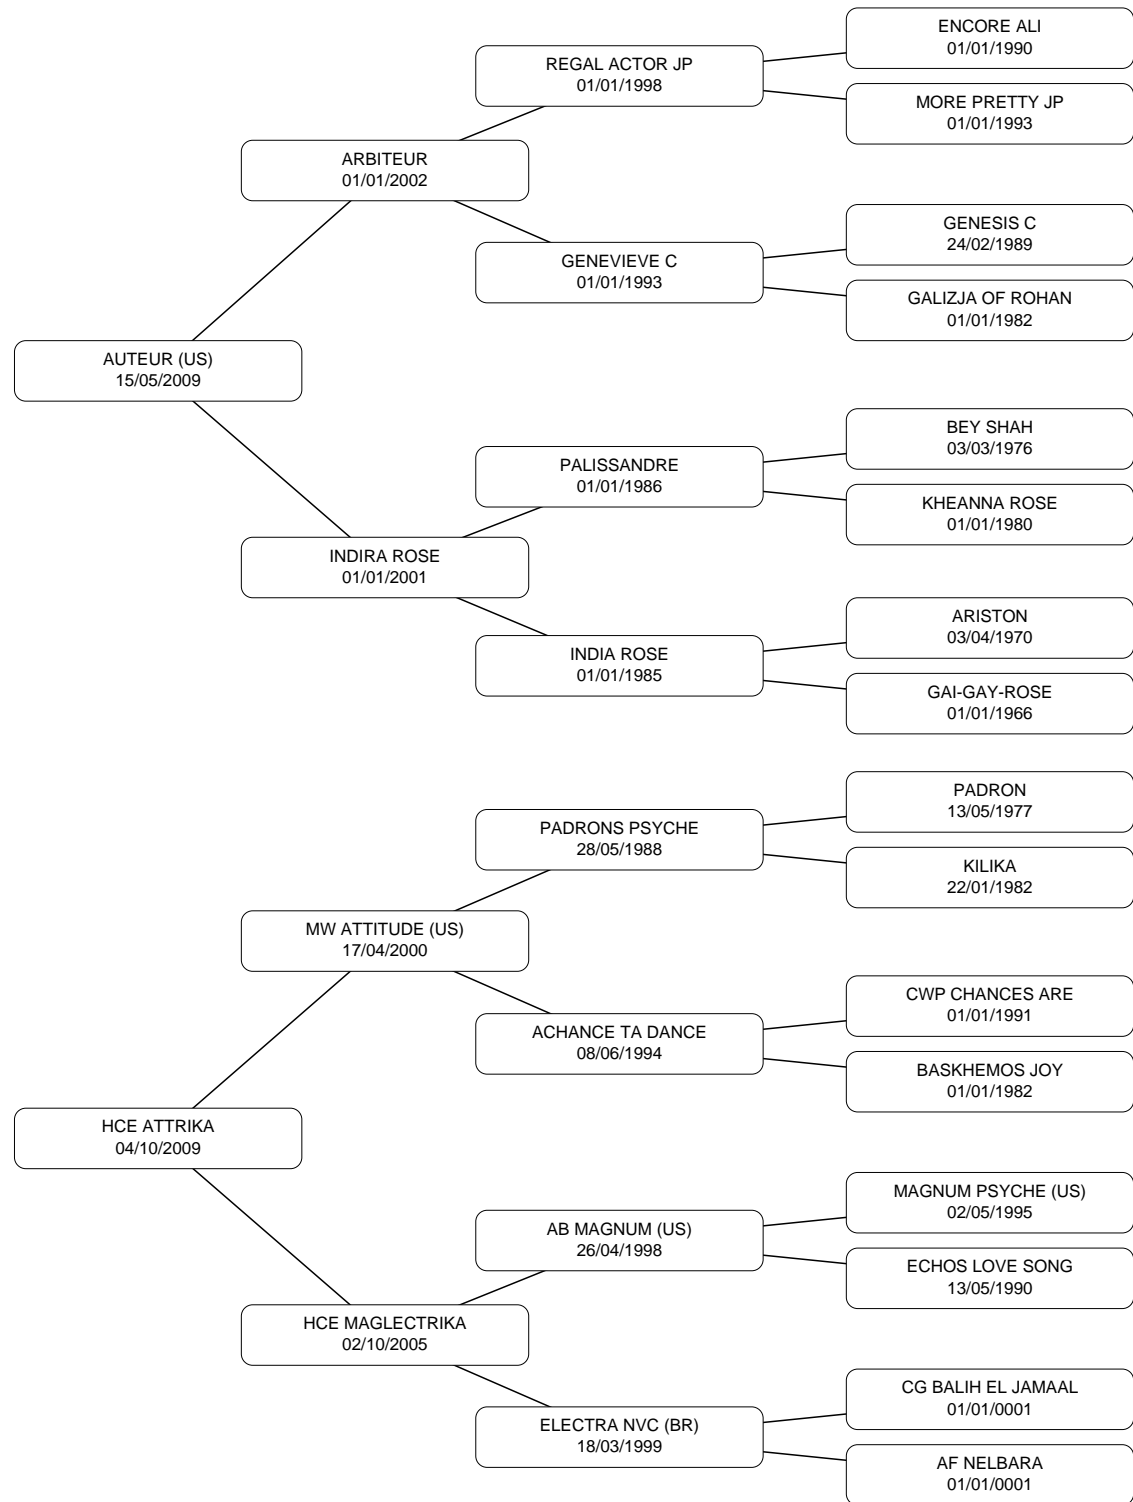 ENCORE ALI
01/01/1990
REGAL ACTOR JP
01/01/1998
MORE PRETTY JP
01/01/1993
ARBITEUR
01/01/2002
GENESIS C
24/02/1989
GENEVIEVE C
01/01/1993
GALIZJA OF ROHAN
01/01/1982
AUTEUR (US)
15/05/2009
BEY SHAH
03/03/1976
PALISSANDRE
01/01/1986
KHEANNA ROSE
01/01/1980
INDIRA ROSE
01/01/2001
ARISTON
03/04/1970
INDIA ROSE
01/01/1985
GAI-GAY-ROSE
01/01/1966
PADRON
13/05/1977
PADRONS PSYCHE
28/05/1988
KILIKA
22/01/1982
MW ATTITUDE (US)
17/04/2000
CWP CHANCES ARE
01/01/1991
ACHANCE TA DANCE
08/06/1994
BASKHEMOS JOY
01/01/1982
HCE ATTRIKA
04/10/2009
MAGNUM PSYCHE (US)
02/05/1995
AB MAGNUM (US)
26/04/1998
ECHOS LOVE SONG
13/05/1990
HCE MAGLECTRIKA
02/10/2005
CG BALIH EL JAMAAL
01/01/0001
ELECTRA NVC (BR)
18/03/1999
AF NELBARA
01/01/0001